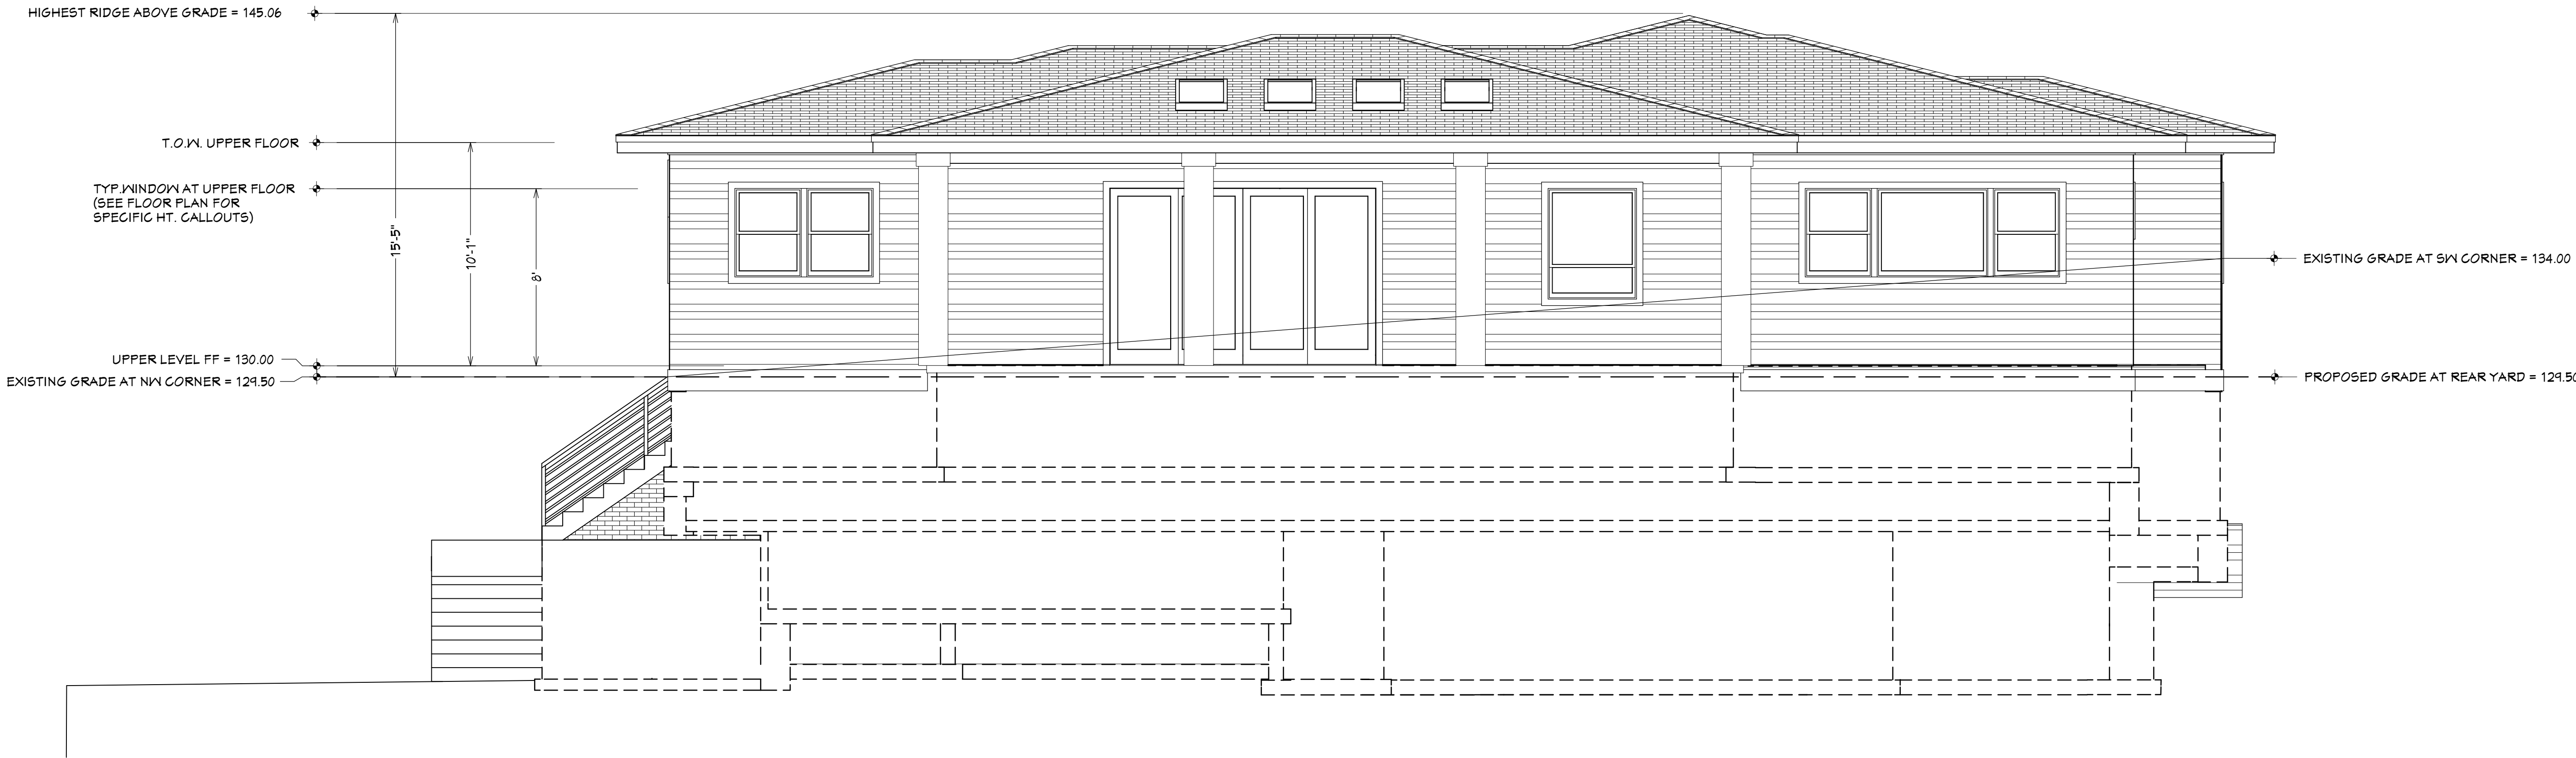 HIGHEST RIDGE ABOVE GRADE = 145.06
T.O.W. UPPER FLOOR
TYP.WINDOW AT UPPER FLOOR
(SEE FLOOR PLAN FOR
SPECIFIC HT. CALLOUTS)
15'-5"
10'-1"
8'
EXISTING GRADE AT SW CORNER = 134.00
UPPER LEVEL FF = 130.00
EXISTING GRADE AT NW CORNER = 129.50
PROPOSED GRADE AT REAR YARD = 129.50